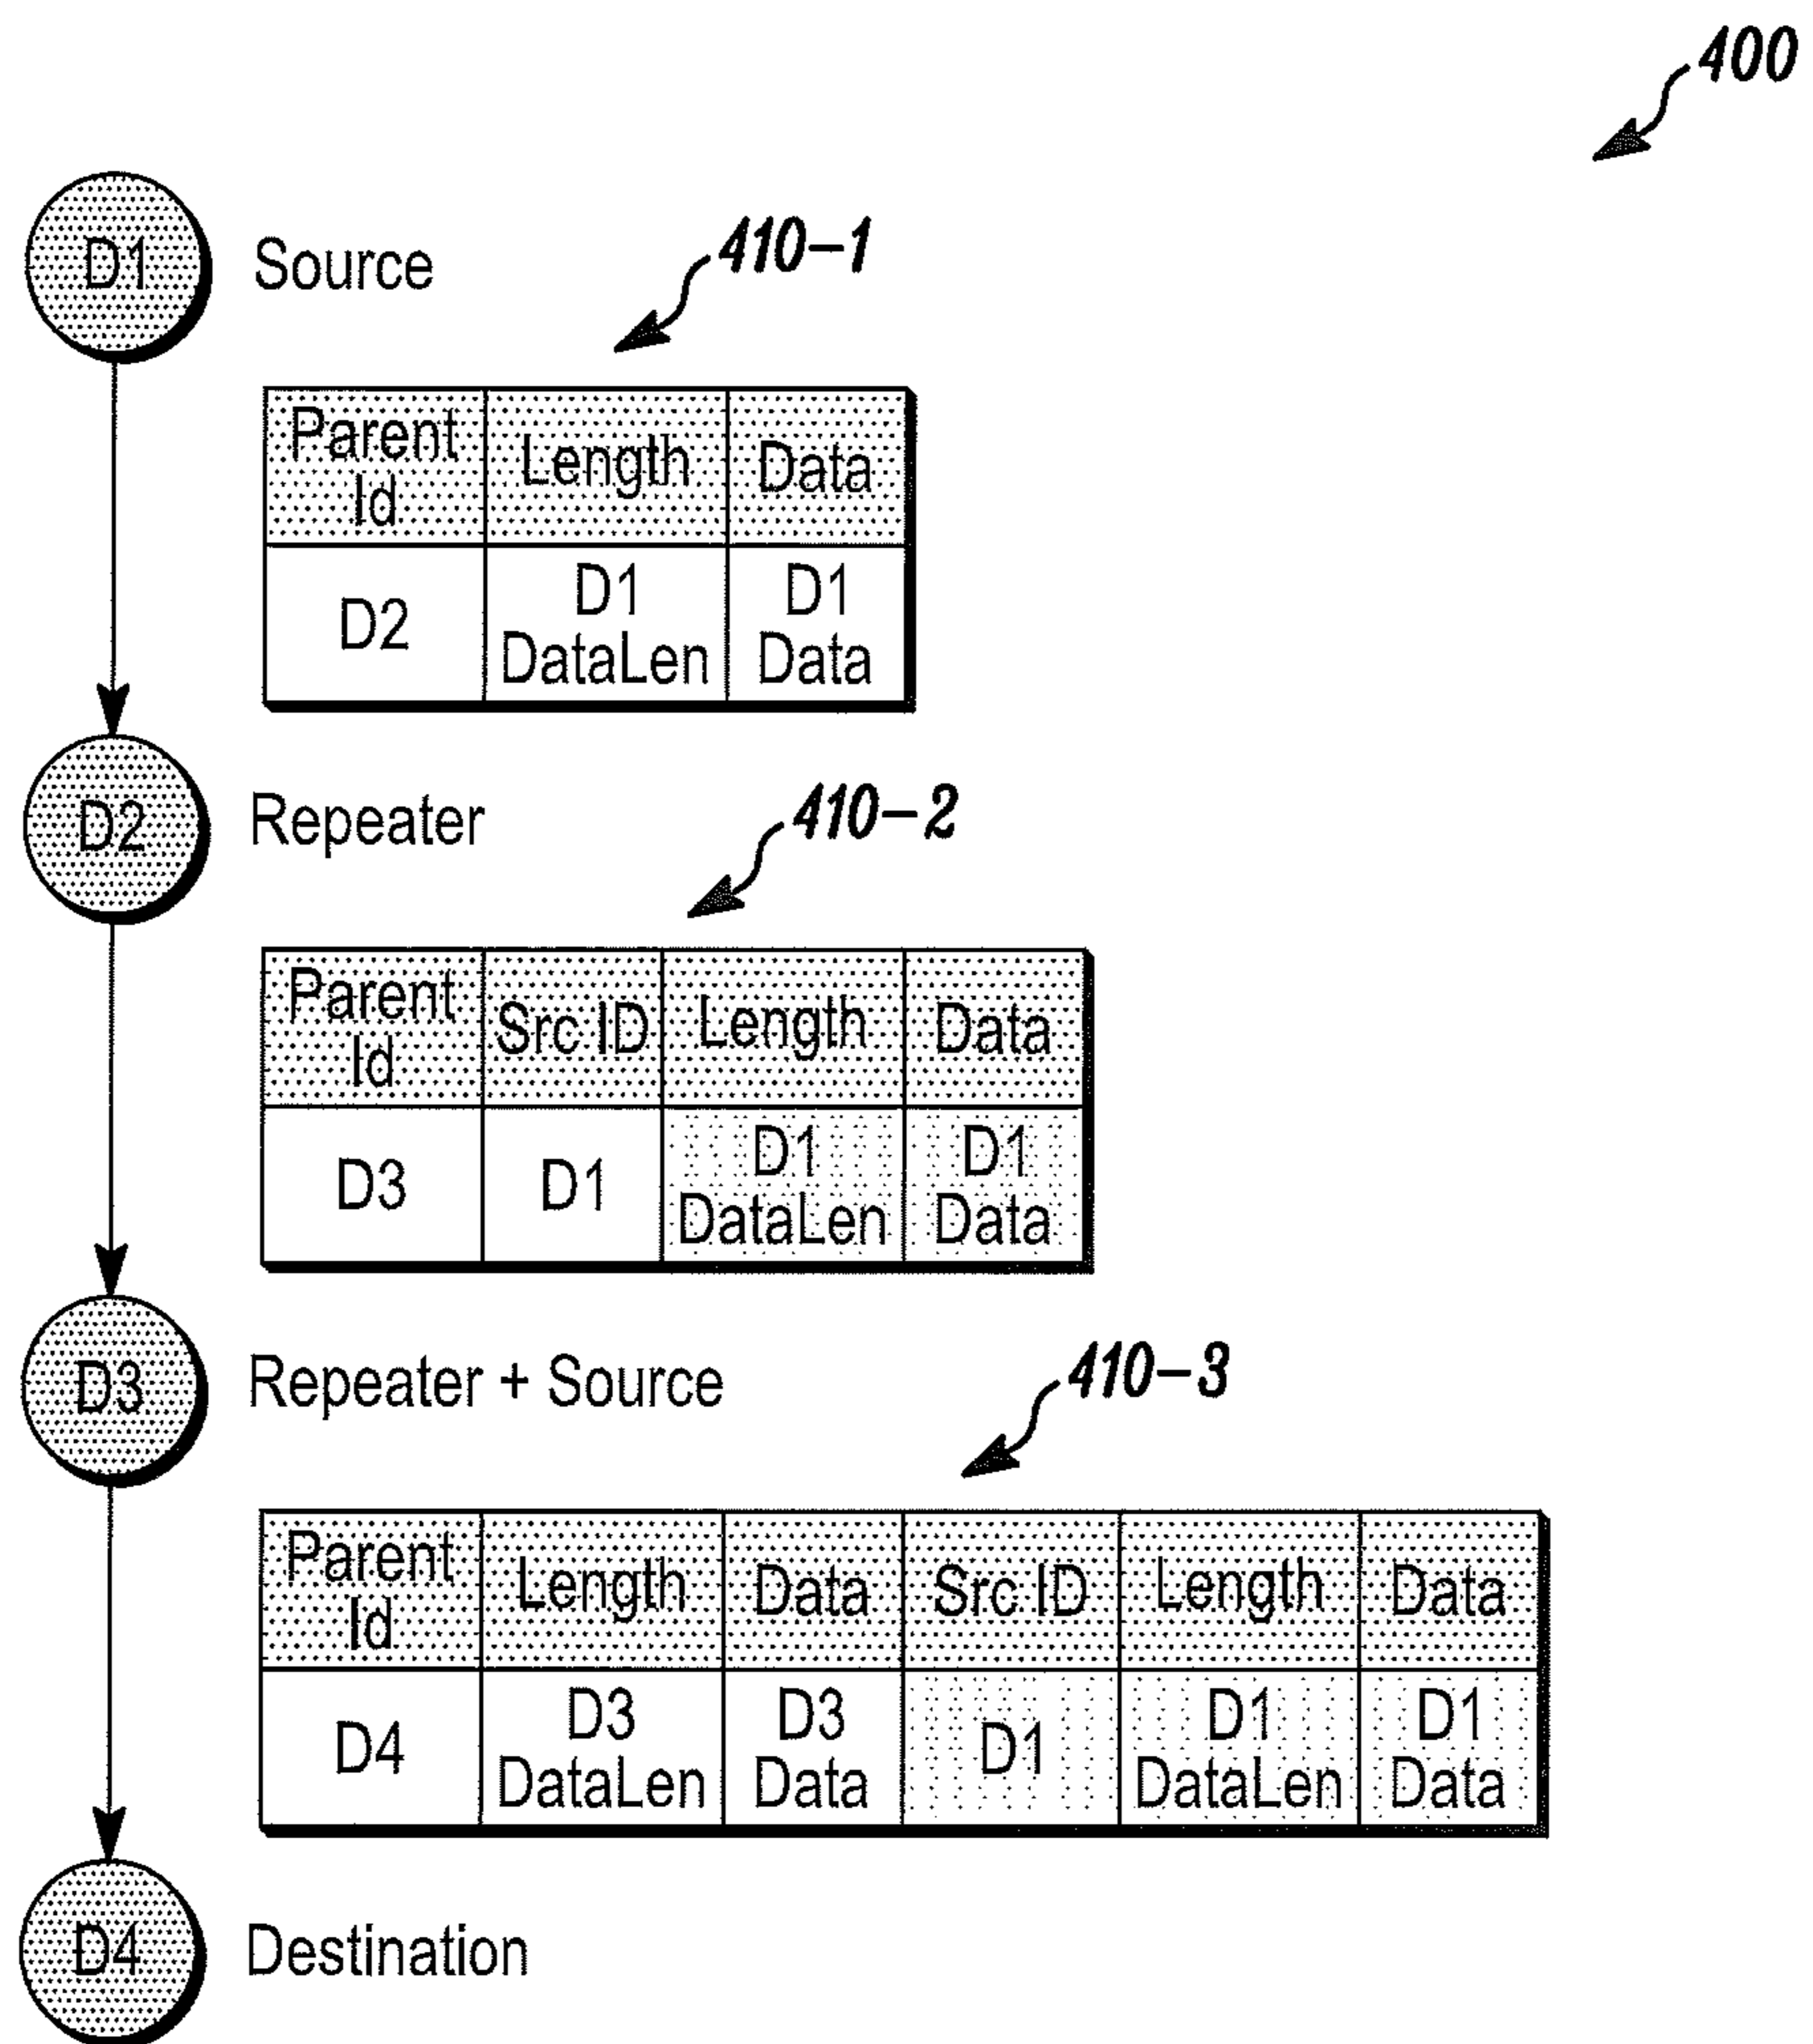 400
D1
Source
410-1
Parent Id Length Data
D2 D1 DataLen D1 Data
D2
Repeater
410-2
Parent Id Src ID Length Data
D3 D1 D1 DataLen D1 Data
D3
Repeater + Source
410-3
Parent Id Length Data Src ID Length Data
D4 D3 DataLen D3 Data D1 D1 DataLen D1 Data
D4
Destination